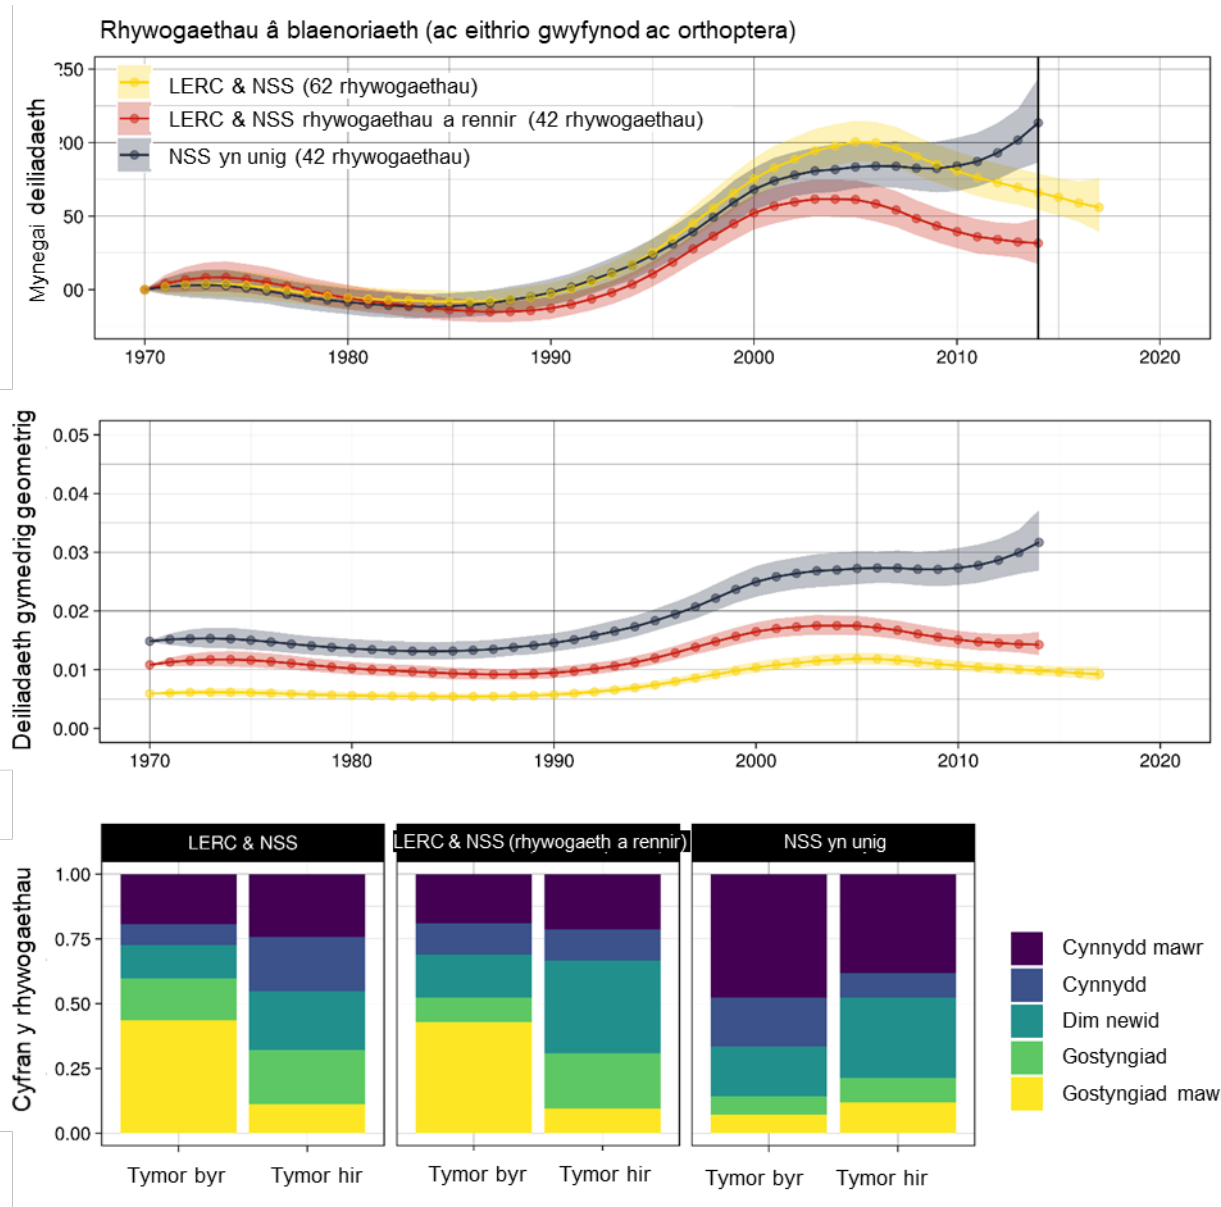 Rhywogaethau â blaenoriaeth (ac eithrio gwyfynod ac orthoptera)
Mynegai deiliadaeth
250
200
50
00
LERC & NSS (62 rhywogaethau)
LERC & NSS rhywogaethau a rennir (42 rhywogaethau)
NSS yn unig (42 rhywogaethau)
1970 1980 1990 2000 2010 2020
Deiliadaeth gymedrig geometrig
0.05
0.04
0.03
0.02
0.01
0.00
1970 1980 1990 2000 2010 2020
Cyfran y rhywogaethau
LERC & NSS
LERC & NSS (rhywogaeth a rennir)
NSS yn unig
1.00
0.75
0.50
0.25
0.00
Tymor byr Tymor hir
Tymor byr Tymor hir
Tymor byr Tymor hir
Cynnydd mawr
Cynnydd
Dim newid
Gostyngiad
Gostyngiad maw